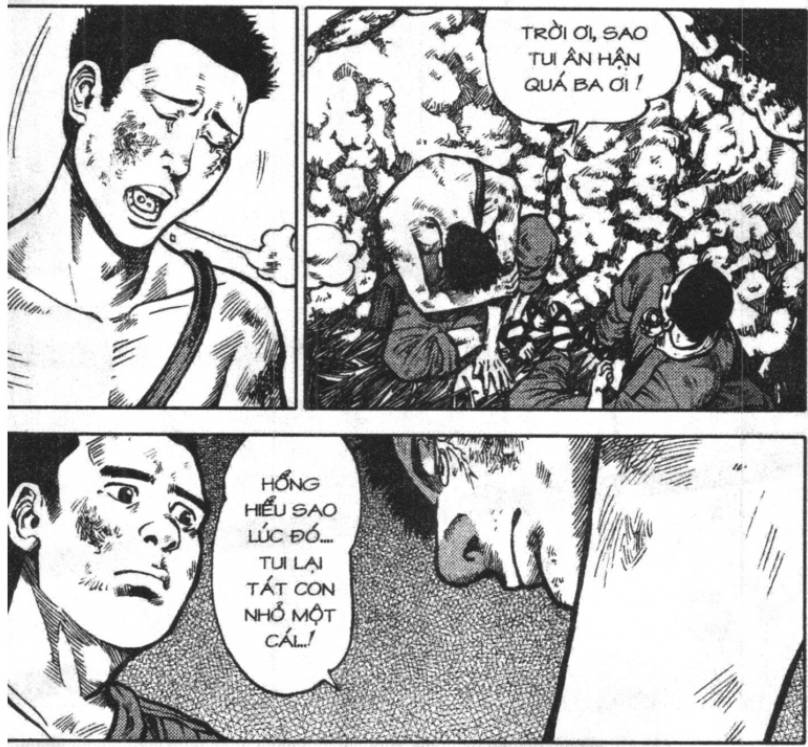 TRỜI ƠI, SAO
TUI ÂN HẬN
QUÁ BA ƠI !
HỔNG
HIỂU SAO
LÚC ĐÓ....
TUI LẠI
TÁT CON
NHỎ MỘT
CÁI...!